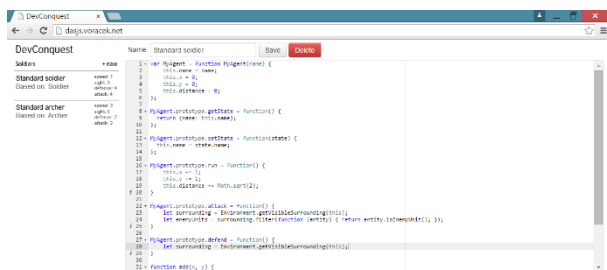 DevConquest
dasjs.voracek.net
DevConquest
Name Standard soldier Save Delete
Soldiers + new
Standard soldier
Based on Soldier
speed: 1
sight: 3
defense: 4
attack: 4
Standard archer
Based on Archer
speed: 3
sight: 9
defense: 2
attack: 2
1 var MyAgent = function MyAgent(name) {
2 this.name = name;
3 this.x = 0;
4 this.y = 0;
5 this.distance = 0;
6 };
7
8 MyAgent.prototype.getState = function() {
9 return {name: this.name};
10 };
11
12 MyAgent.prototype.setState = function(state) {
13 this.name = state.name;
14 };
15
16 MyAgent.prototype.run = function() {
17 this.x += 1;
18 this.y -= 1;
19 this.distance += Math.sqrt(2);
i 20 }
21
22 MyAgent.prototype.attack = function() {
23 let surrounding = Environment.getVisibleSurrounding(this);
24 let enemyUnits = surrounding.filter(function (entity) { return entity.isEnemyUnit(); });
i 25 }
26
27 MyAgent.prototype.defend = function() {
28 let surrounding = Environment.getVisibleSurrounding(this);
i 29 }
30
31 function add(x, y) {